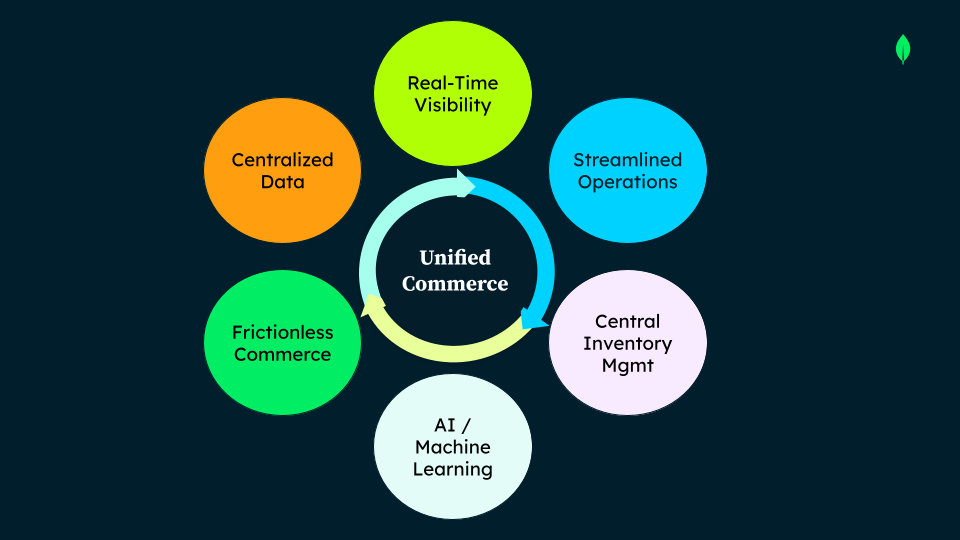 Real-Time
Visibility
Centralized
Data
Streamlined
Operations
Unified
Commerce
Frictionless
Commerce
Central
Inventory
Mgmt
AI /
Machine
Learning